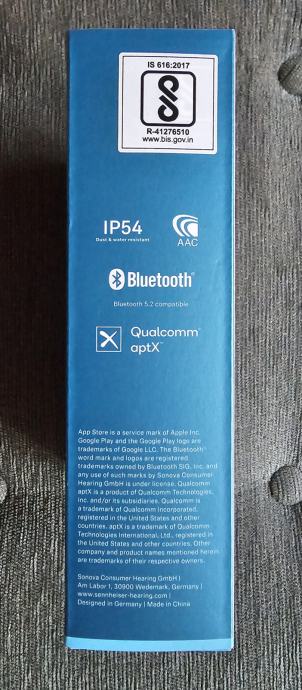 IS 616:2017
R-41276510
www.bis.gov.in
IP54
Dust & water resistant
AAC
Bluetooth®
Bluetooth 5.2 compatible
Qualcomm™
aptX™
App Store is a service mark of Apple Inc.
Google Play and the Google Play logo are
trademarks of Google LLC. The Bluetooth®
word mark and logos are registered
trademarks owned by Bluetooth SIG, Inc. and
any use of such marks by Sonova Consumer
Hearing GmbH is under license. Qualcomm
aptX is a product of Qualcomm Technologies,
Inc. and/or its subsidiaries. Qualcomm is
a trademark of Qualcomm Incorporated,
registered in the United States and other
countries. aptX is a trademark of Qualcomm
Technologies International, Ltd., registered in
the United States and other countries. Other
company and product names mentioned herein
are trademarks of their respective owners.
Sonova Consumer Hearing GmbH |
Am Labor 1, 30900 Wedemark, Germany |
www.sennheiser-hearing.com |
Designed in Germany | Made in China